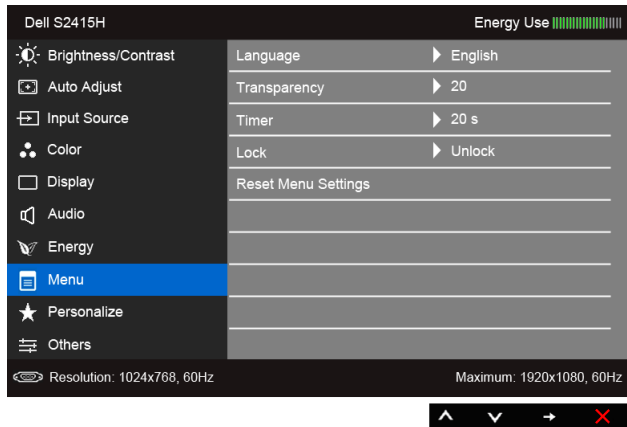 Dell S2415H Energy Use
Brightness/Contrast Language English
Auto Adjust Transparency 20
Input Source Timer 20 s
Color Lock Unlock
Display Reset Menu Settings
Audio
Energy
Menu
Personalize
Others
Resolution: 1024x768, 60Hz Maximum: 1920x1080, 60Hz